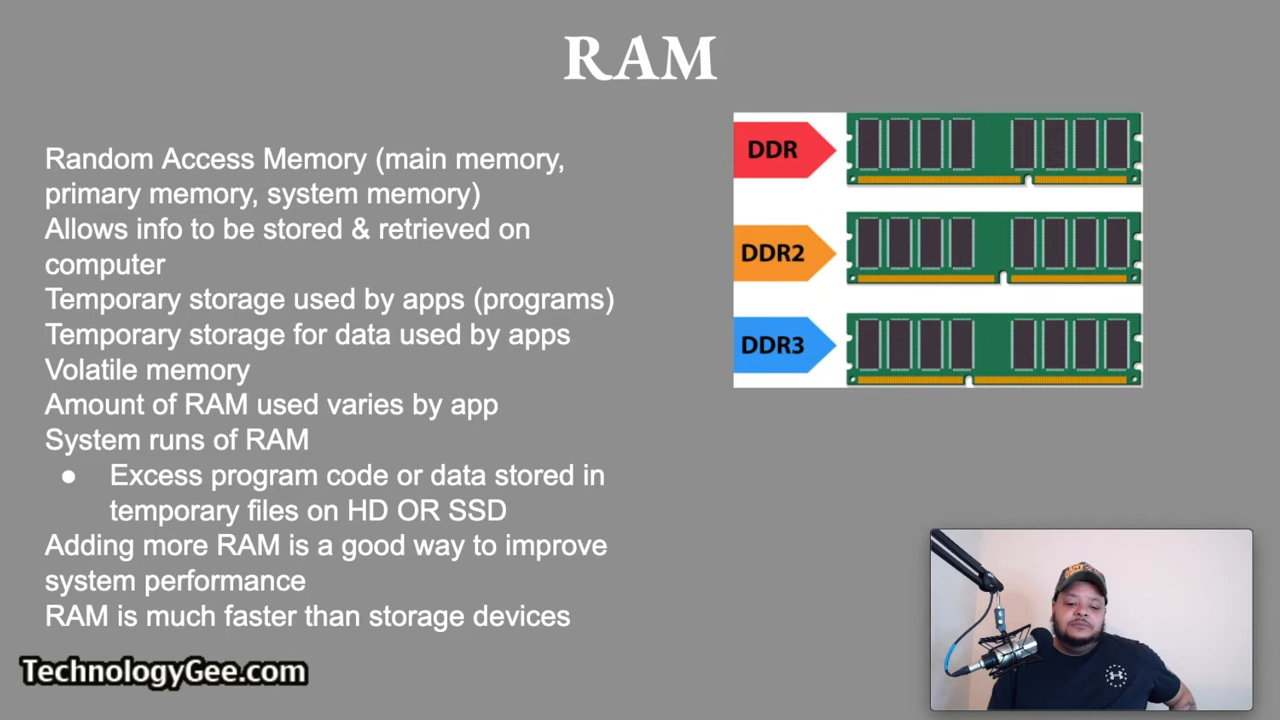 RAM
Random Access Memory (main memory,
primary memory, system memory)
Allows info to be stored & retrieved on
computer
Temporary storage used by apps (programs)
Temporary storage for data used by apps
Volatile memory
Amount of RAM used varies by app
System runs of RAM
● Excess program code or data stored in
temporary files on HD OR SSD
Adding more RAM is a good way to improve
system performance
RAM is much faster than storage devices
DDR
DDR2
DDR3
TechnologyGee.com